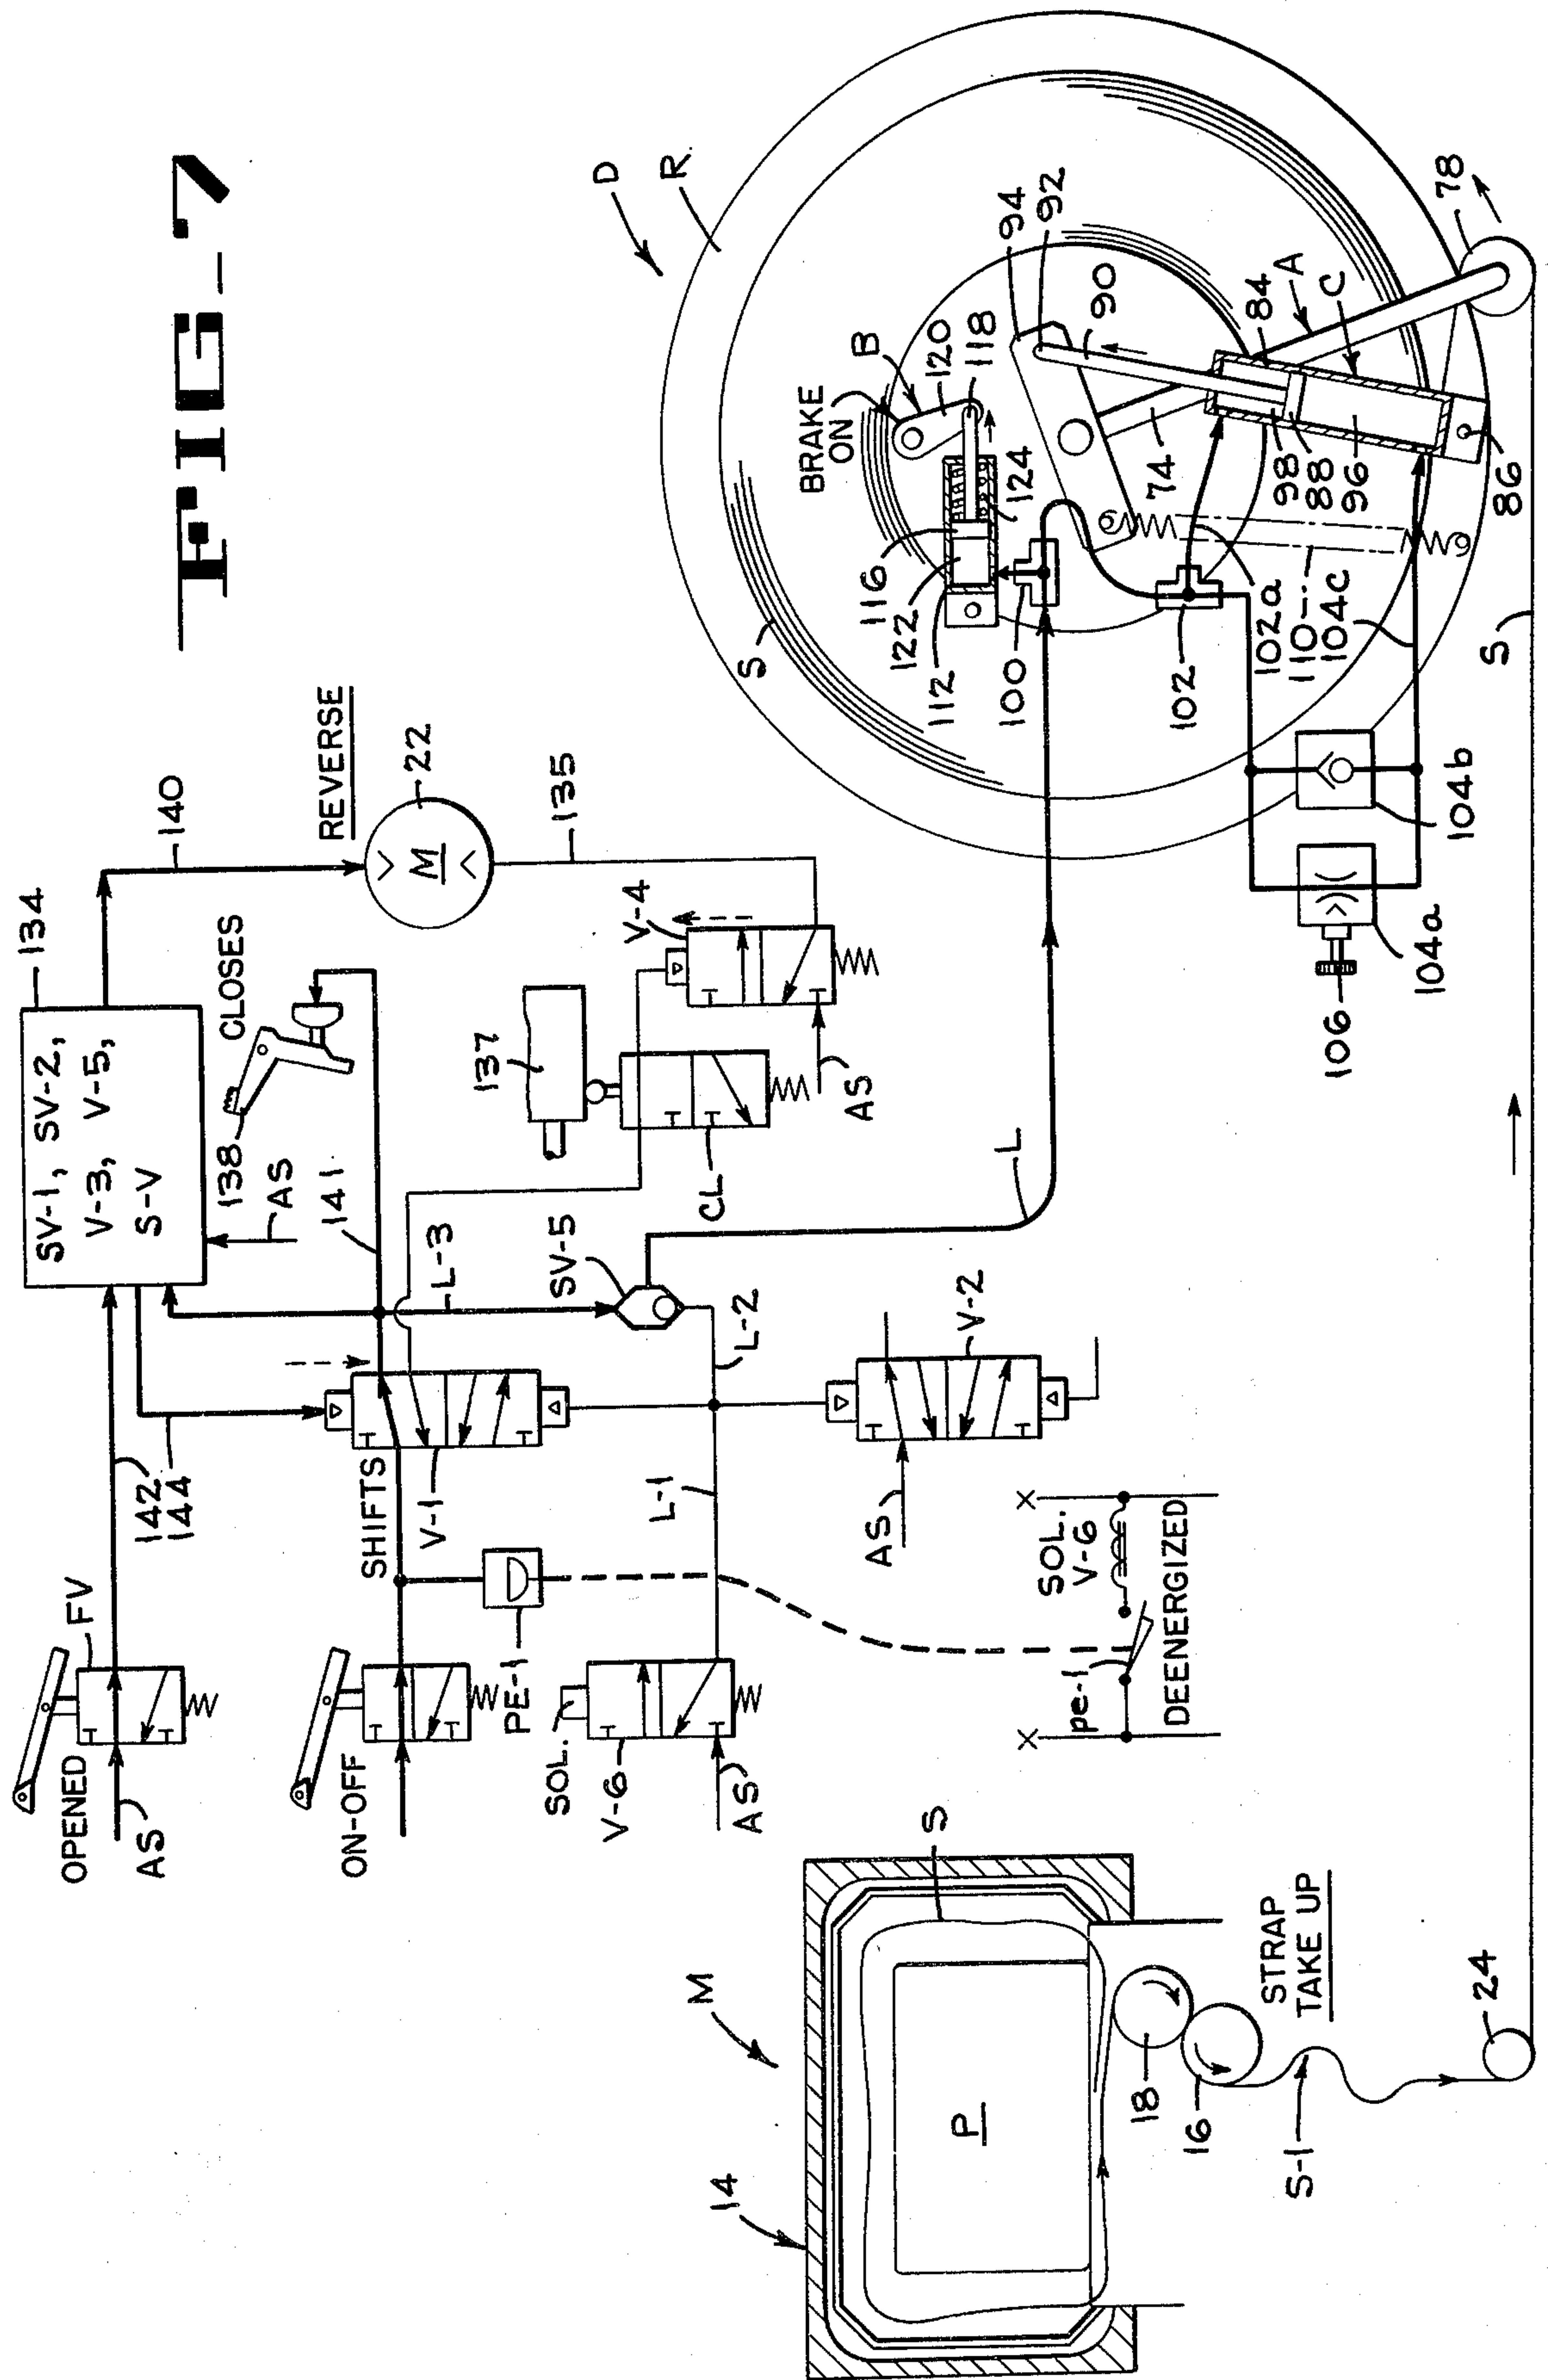 FIG_7
134
SV-1, SV-2,
V-3, V-5,
S-V
140
REVERSE
22
M
135
OPENED
AS
FV
142
144
AS
138
CLOSES
141
ON-OFF
SHIFTS
V-1
PE-1
L-3
137
V-4
CL
AS
SV-5
SOL.
V-6
AS
L-1
L-2
V-2
AS
L
SOL.
V-6
pe-1
DEENERGIZED
D
R
S
BRAKE
ON
B
120
118
116
122
112
124
100
94
92
90
74
84
A
C
98
88
96
86
78
102
102a
110
104c
104b
104a
106
S
M
14
P
S
18
16
S-1
STRAP
TAKE UP
24